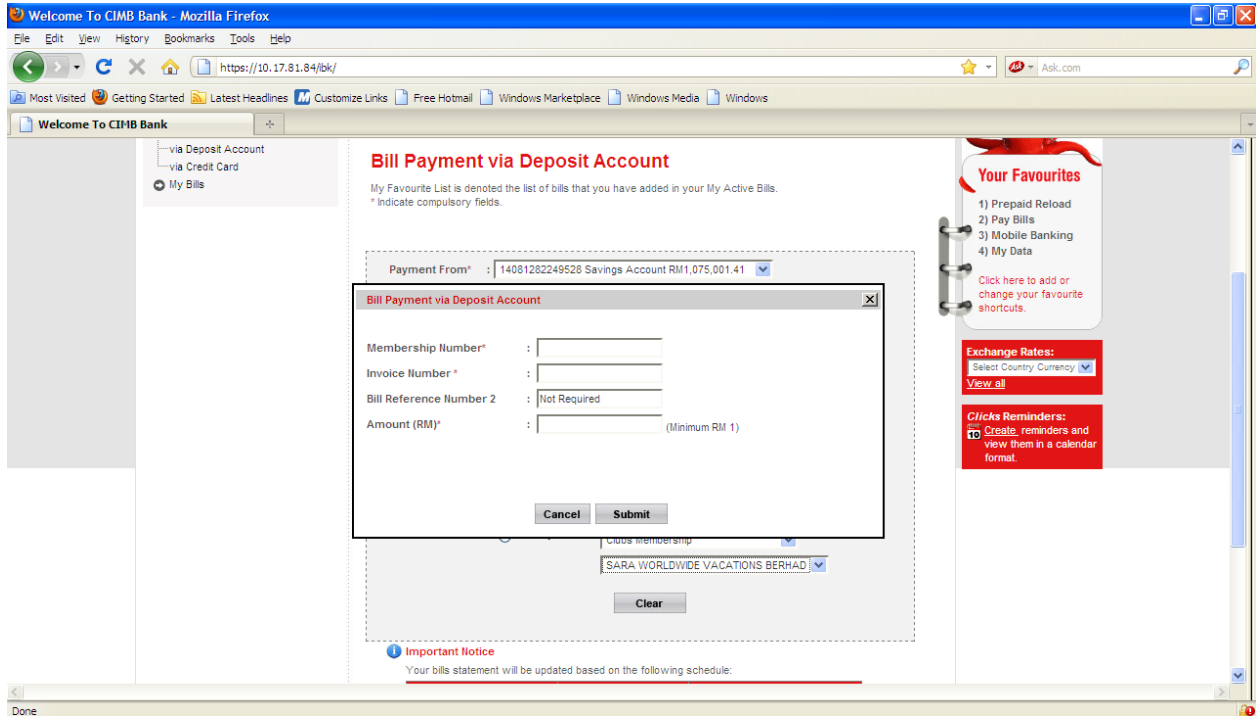 Welcome To CIMB Bank - Mozilla Firefox
File Edit View History Bookmarks Tools Help
https://10.17.81.84/ibk/
Ask.com
Most Visited Getting Started Latest Headlines Customize Links Free Hotmail Windows Marketplace Windows Media Windows
Welcome To CIMB Bank
via Deposit Account
via Credit Card
My Bills
Bill Payment via Deposit Account
My Favourite List is denoted the list of bills that you have added in your My Active Bills.
* Indicate compulsory fields.
Payment From* : 14081282249528 Savings Account RM1,075,001.41
Bill Payment via Deposit Account
Membership Number* :
Invoice Number * :
Bill Reference Number 2 : Not Required
Amount (RM)* : (Minimum RM 1)
Cancel Submit
Clubs Membership
SARA WORLDWIDE VACATIONS BERHAD
Clear
Important Notice
Your bills statement will be updated based on the following schedule:
Your Favourites
1) Prepaid Reload
2) Pay Bills
3) Mobile Banking
4) My Data
Click here to add or
change your favourite
shortcuts.
Exchange Rates:
Select Country Currency
View all
Clicks Reminders:
10 Create reminders and
view them in a calendar
format.
Done